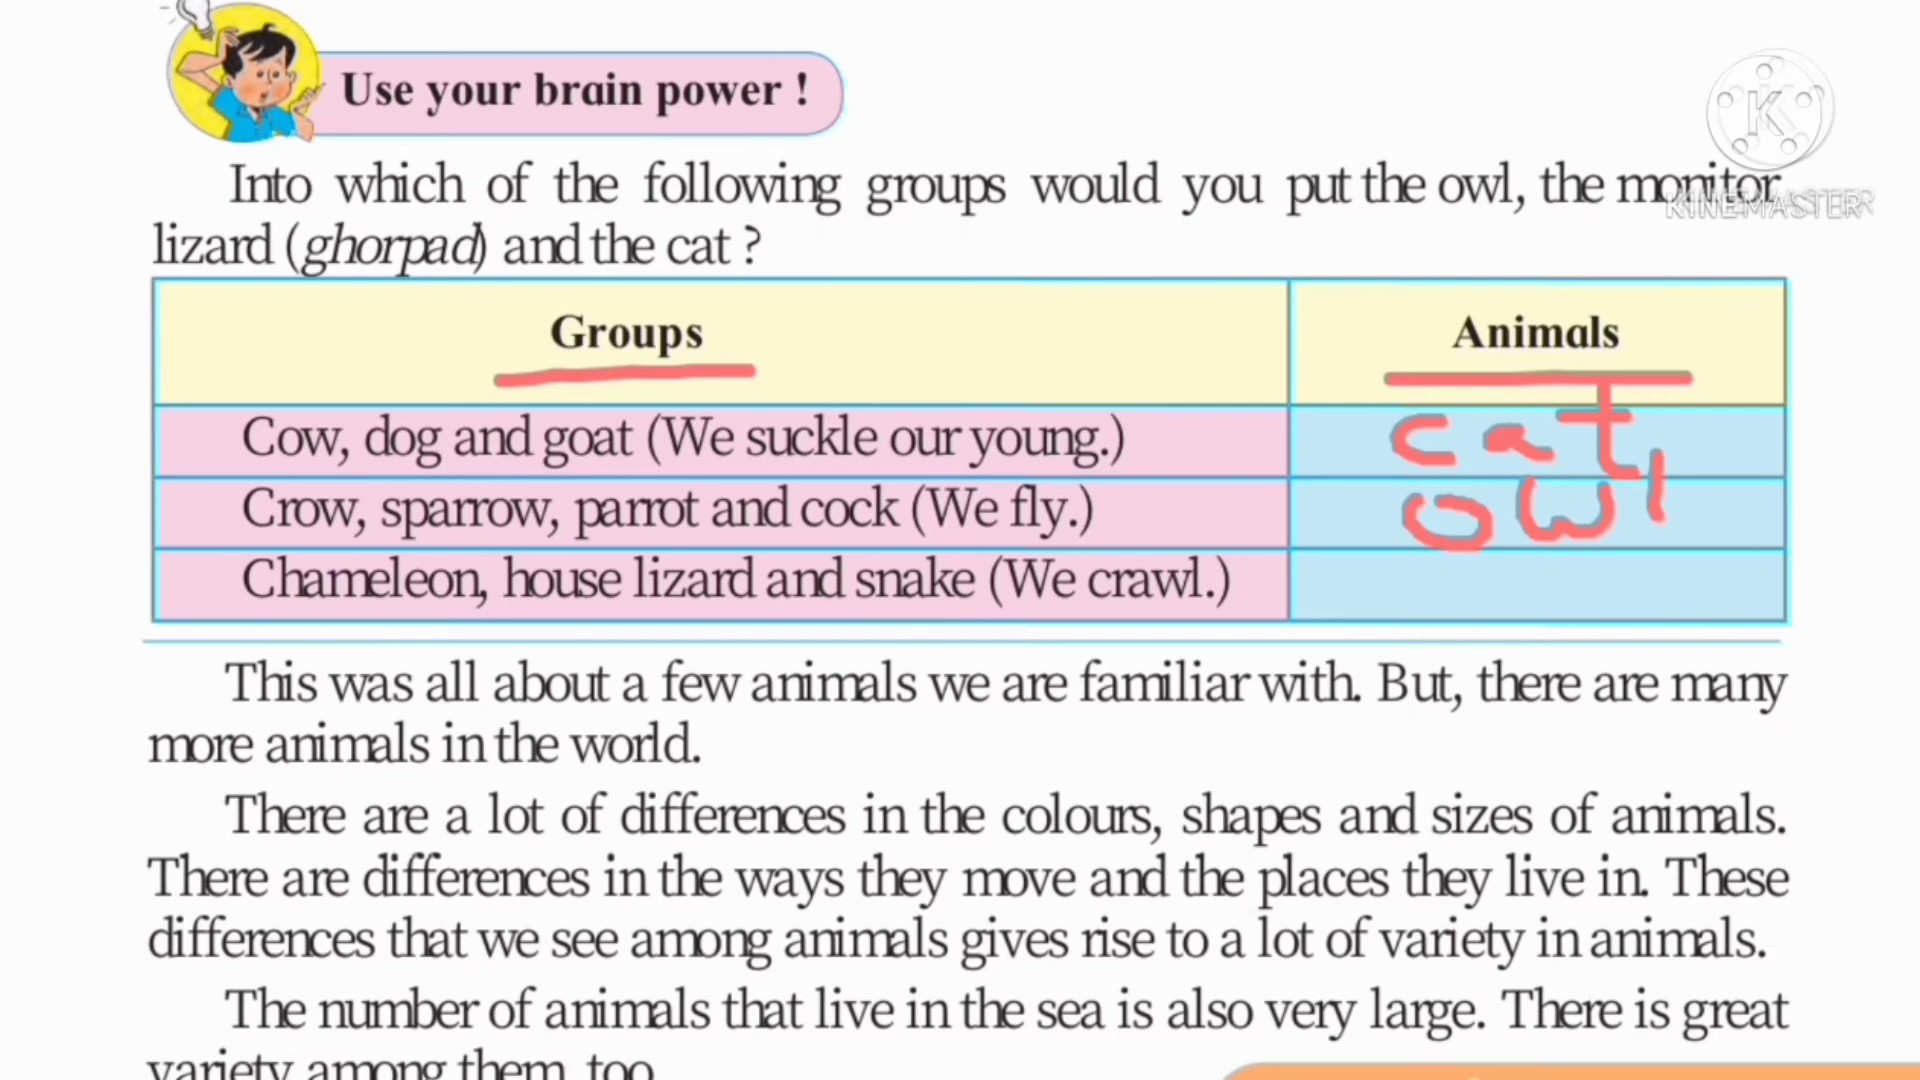 Use your brain power !
K
KINEMASTER
Into which of the following groups would you put the owl, the monitor
lizard (ghorpad) and the cat ?
Groups Animals
Cow, dog and goat (We suckle our young.) cat
Crow, sparrow, parrot and cock (We fly.) owl
Chameleon, house lizard and snake (We crawl.)
This was all about a few animals we are familiar with. But, there are many
more animals in the world.
There are a lot of differences in the colours, shapes and sizes of animals.
There are differences in the ways they move and the places they live in. These
differences that we see among animals gives rise to a lot of variety in animals.
The number of animals that live in the sea is also very large. There is great
variety among them, too.